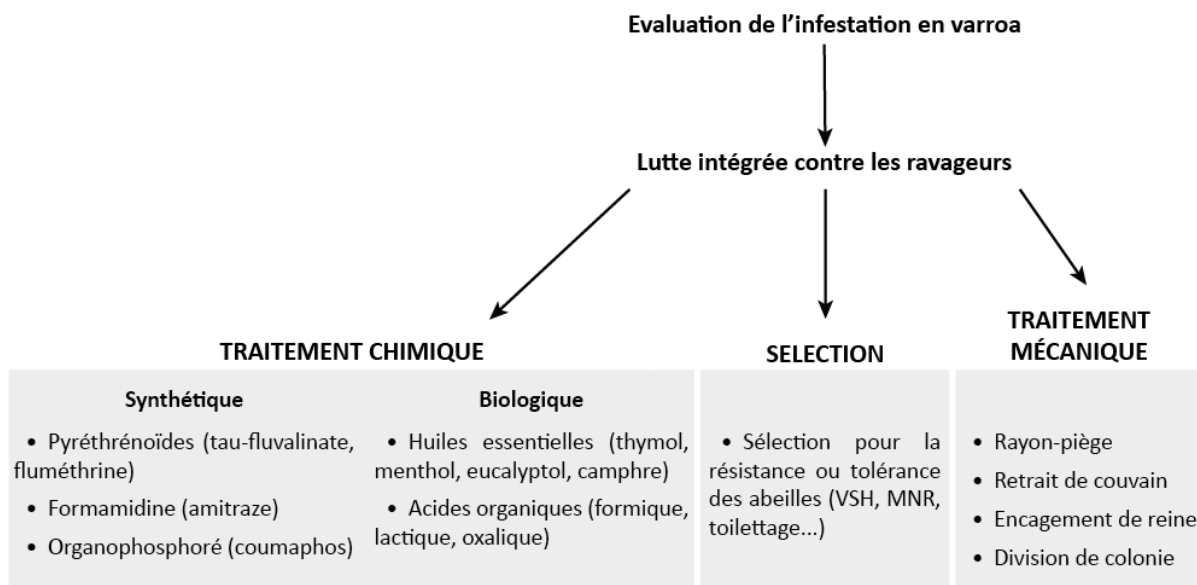 Evaluation de l'infestation en varroa
Lutte intégrée contre les ravageurs
TRAITEMENT CHIMIQUE
Synthétique
• Pyréthrénoïdes (tau-fluvalinate,
fluméthrine)
• Formamidine (amitraze)
• Organophosphoré (coumaphos)
Biologique
• Huiles essentielles (thymol,
menthol, eucalyptol, camphre)
• Acides organiques (formique,
lactique, oxalique)
SELECTION
• Sélection pour la
résistance ou tolérance
des abeilles (VSH, MNR,
toilettage...)
TRAITEMENT
MÉCANIQUE
• Rayon-piège
• Retrait de couvain
• Encagement de reine
• Division de colonie